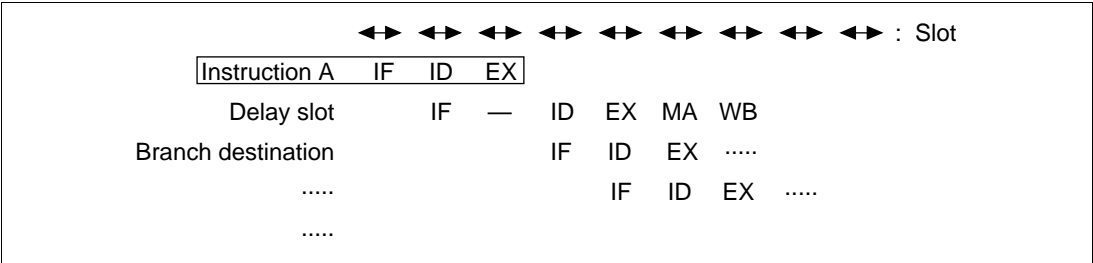 : Slot
Instruction A IF ID EX
Delay slot IF — ID EX MA WB
Branch destination IF ID EX .....
..... IF ID EX .....
.....